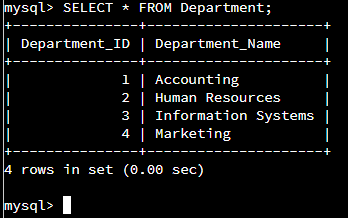 mysql> SELECT * FROM Department;
+---------------+---------------------+
| Department_ID | Department_Name     |
+---------------+---------------------+
|             1 | Accounting          |
|             2 | Human Resources     |
|             3 | Information Systems |
|             4 | Marketing           |
+---------------+---------------------+
4 rows in set (0.00 sec)
mysql>